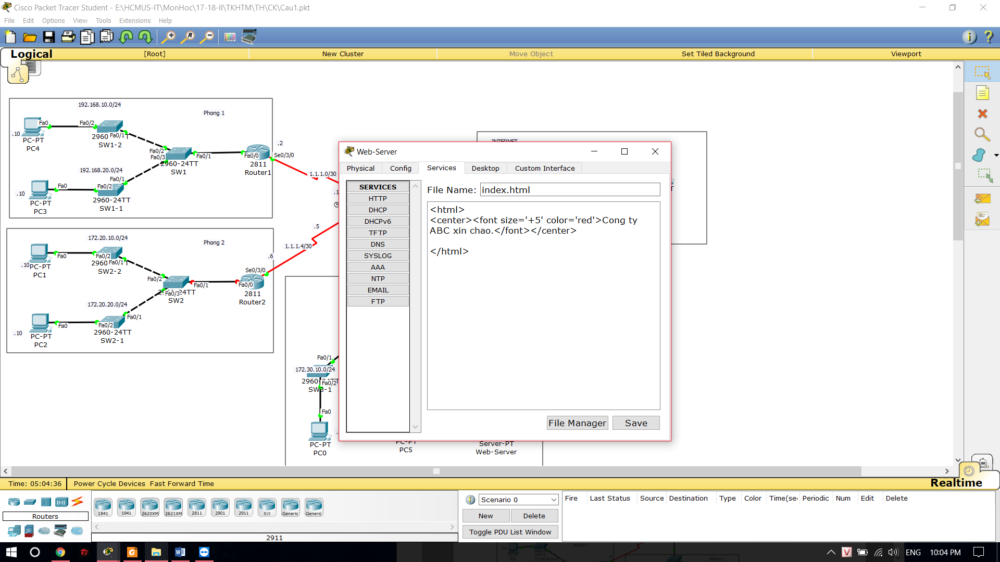 Cisco Packet Tracer Student - E:\HCMUS-IT\MonHoc\17-18-II\TKHTM\TH\CK\Cau1.pkt
File Edit Options View Tools Extensions Help
Logical [Root] New Cluster Move Object Set Tiled Background Viewport
192.168.10.0/24
Phong 1
Fa0 Fa0/2
.10
PC-PT
PC4
2960 Fa0/1 T
SW1-2
Fa0/2
Fa0/3
Fa0/1
2960-24TT
SW1
192.168.20.0/24
Fa0/1
Fa0 Fa0/2
.10
PC-PT
PC3
2960-24TT
SW1-1
.2
Fa0/0
Se0/3/0
2811
Router1
1.1.1.0/30
INTERNET
172.20.10.0/24
Phong 2
Fa0 Fa0/2
.10
PC-PT
PC1
2960 Fa0/1 T
SW2-2
Fa0/2
Fa0/3
Fa0/1
24TT
SW2
172.20.20.0/24
Fa0/1
Fa0 Fa0/2
.10
PC-PT
PC2
2960-24TT
SW2-1
.5
1.1.1.4/30
.6
Se0/3/0
Fa0/0
2811
Router2
Fa0/1
172.30.10.0/24
Fa0/2
SW3-1
Fa0
PC-PT
PC0
PC-PT
PC5
Server-PT
Web-Server
Web-Server
Physical Config Services Desktop Custom Interface
SERVICES
HTTP
DHCP
DHCPv6
TFTP
DNS
SYSLOG
AAA
NTP
EMAIL
FTP
File Name: index.html
<html>
<center><font size='+5' color='red'>Cong ty
ABC xin chao.</font></center>
</html>
File Manager Save
Realtime
Time: 05:04:36 Power Cycle Devices Fast Forward Time
Routers
1841 1941 2620XM 2621XM 2811 2901 2911 819 Generic Generic
2911
Scenario 0
New Delete
Toggle PDU List Window
Fire Last Status Source Destination Type Color Time(sec Periodic Num Edit Delete
ENG 10:04 PM